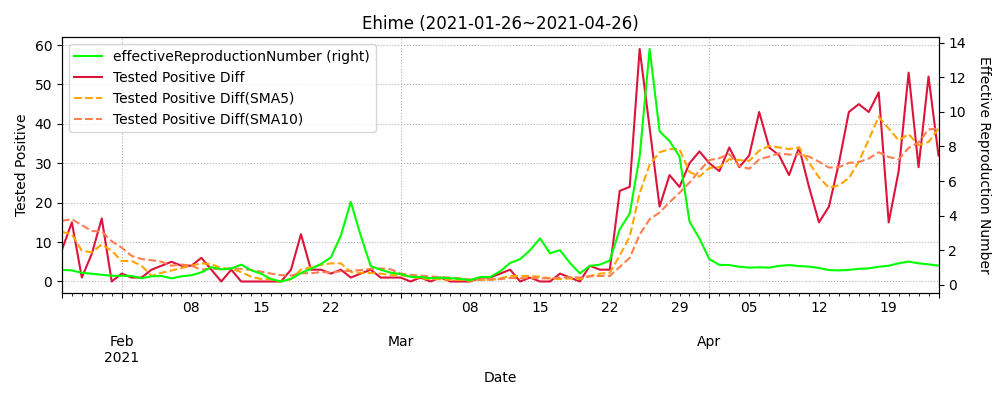 Ehime (2021-01-26~2021-04-26)
effectiveReproductionNumber (right)
Tested Positive Diff
Tested Positive Diff(SMA5)
Tested Positive Diff(SMA10)
Tested Positive
60
50
40
30
20
10
0
Effective Reproduction Number
14
12
10
8
6
4
2
0
08 15 22 08 15 22 29 05 12 19
Feb Mar Apr
2021
Date